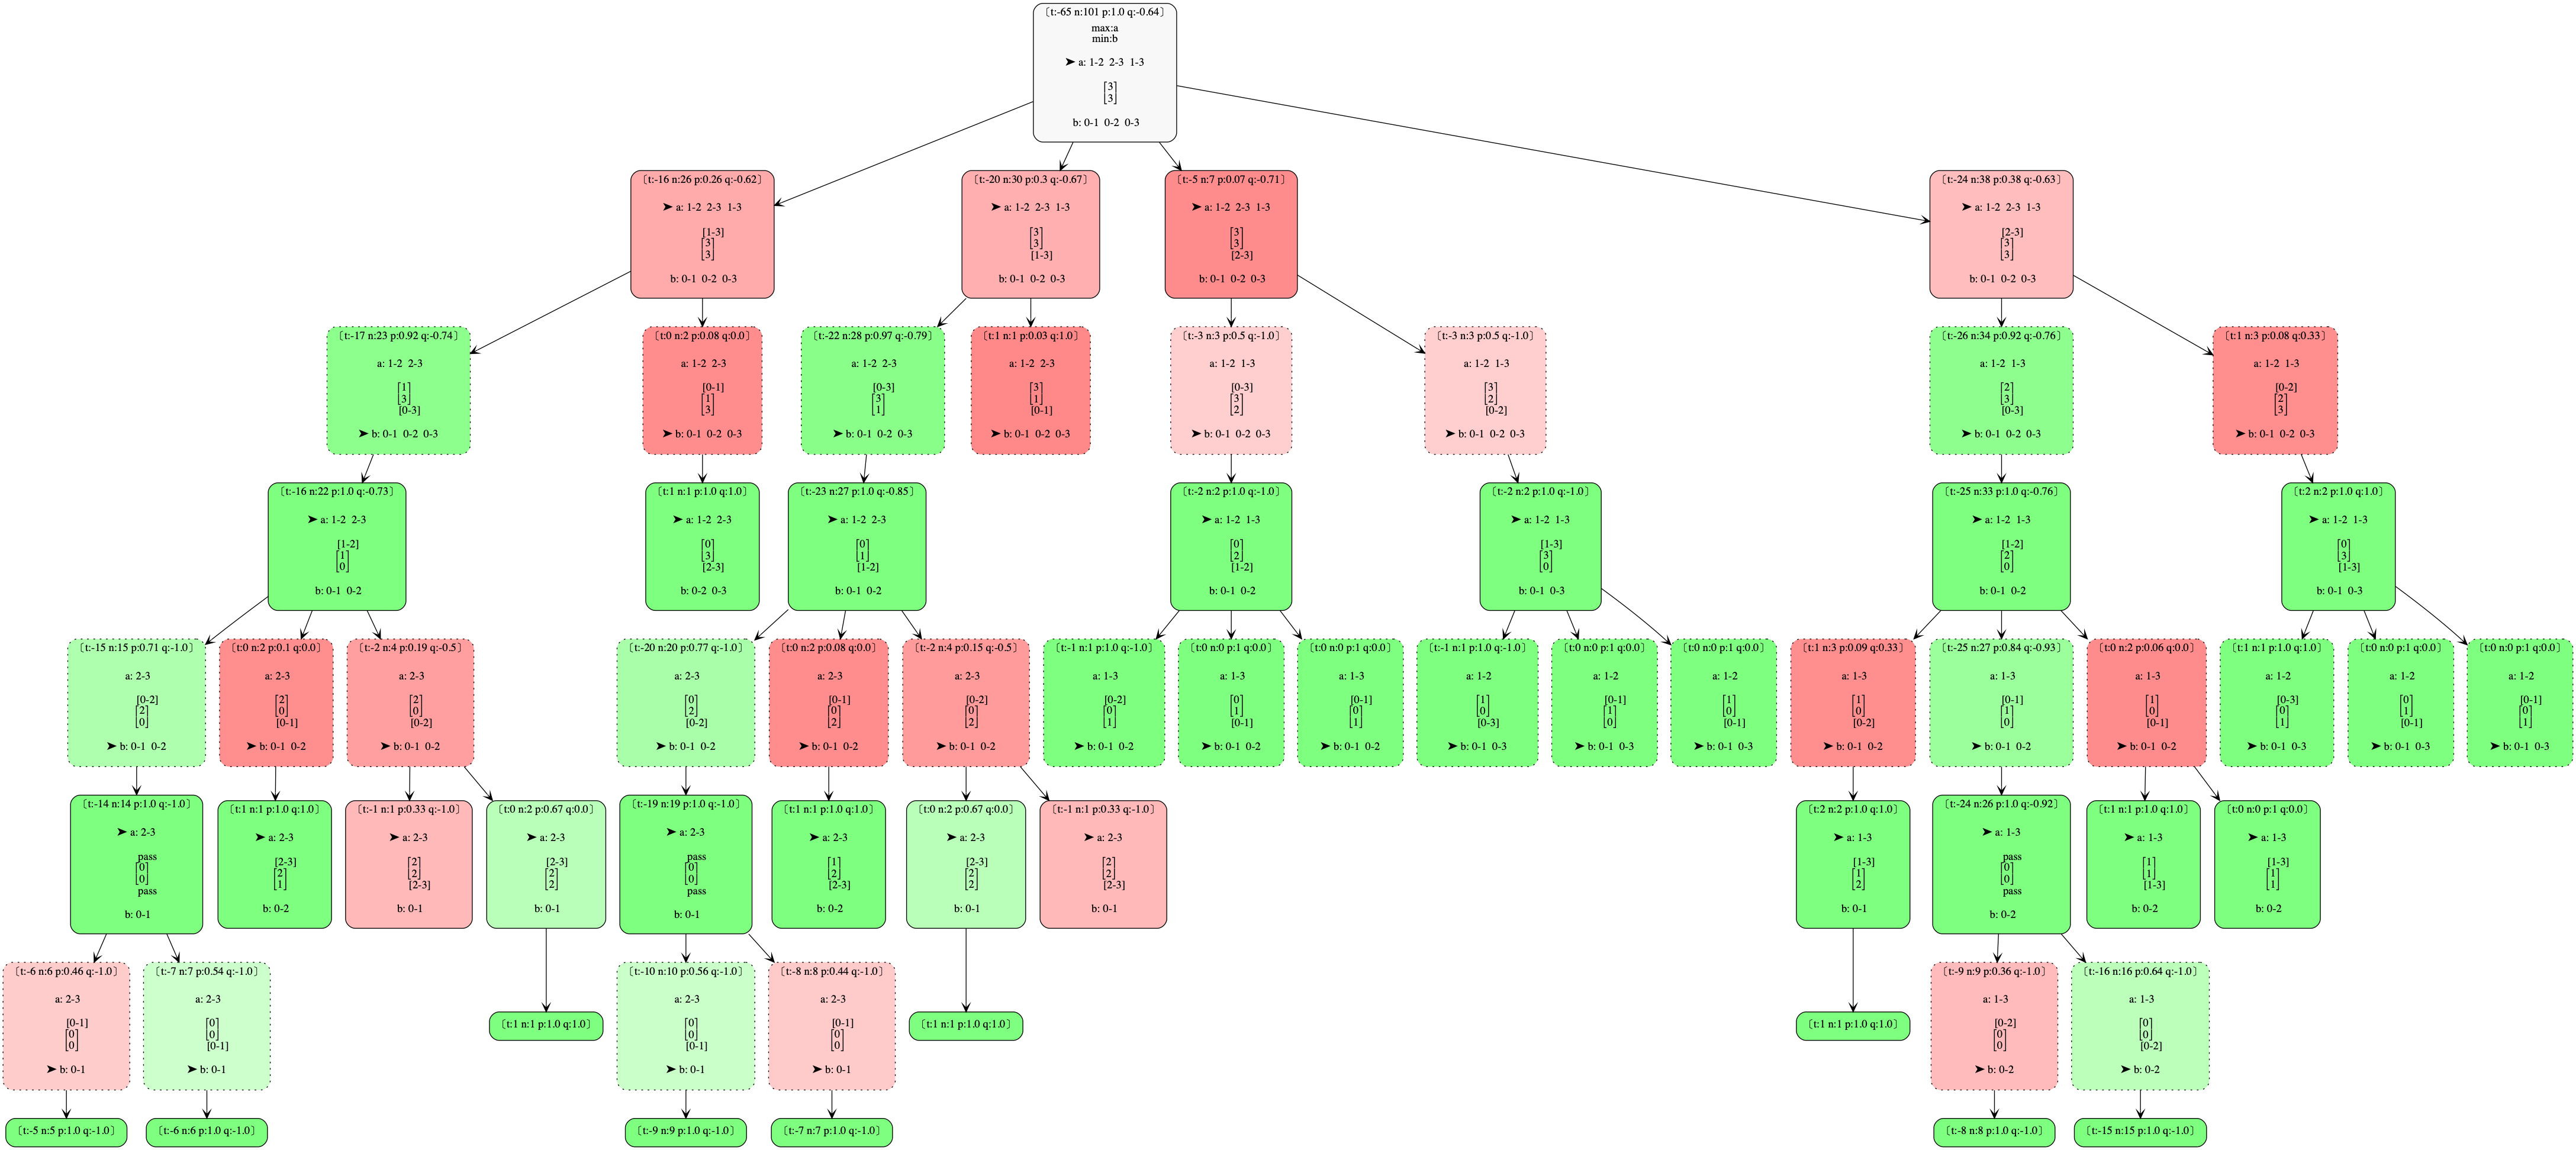 〔t:-65 n:101 p:1.0 q:-0.64〕
max:a
min:b
➤ a: 1-2 2-3 1-3
⎡3⎤
⎣3⎦
b: 0-1 0-2 0-3
〔t:-16 n:26 p:0.26 q:-0.62〕
➤ a: 1-2 2-3 1-3
[1-3]
⎡3⎤
⎣3⎦
b: 0-1 0-2 0-3
〔t:-20 n:30 p:0.3 q:-0.67〕
➤ a: 1-2 2-3 1-3
⎡3⎤
⎣3⎦
[1-3]
b: 0-1 0-2 0-3
〔t:-5 n:7 p:0.07 q:-0.71〕
➤ a: 1-2 2-3 1-3
⎡3⎤
⎣3⎦
[2-3]
b: 0-1 0-2 0-3
〔t:-24 n:38 p:0.38 q:-0.63〕
➤ a: 1-2 2-3 1-3
[2-3]
⎡3⎤
⎣3⎦
b: 0-1 0-2 0-3
〔t:-17 n:23 p:0.92 q:-0.74〕
a: 1-2 2-3
⎡1⎤
⎣3⎦
[0-3]
➤ b: 0-1 0-2 0-3
〔t:0 n:2 p:0.08 q:0.0〕
a: 1-2 2-3
[0-1]
⎡1⎤
⎣3⎦
➤ b: 0-1 0-2 0-3
〔t:-22 n:28 p:0.97 q:-0.79〕
a: 1-2 2-3
[0-3]
⎡3⎤
⎣1⎦
➤ b: 0-1 0-2 0-3
〔t:1 n:1 p:0.03 q:1.0〕
a: 1-2 2-3
⎡3⎤
⎣1⎦
[0-1]
➤ b: 0-1 0-2 0-3
〔t:-3 n:3 p:0.5 q:-1.0〕
a: 1-2 1-3
[0-3]
⎡3⎤
⎣2⎦
➤ b: 0-1 0-2 0-3
〔t:-3 n:3 p:0.5 q:-1.0〕
a: 1-2 1-3
⎡3⎤
⎣2⎦
[0-2]
➤ b: 0-1 0-2 0-3
〔t:-26 n:34 p:0.92 q:-0.76〕
a: 1-2 1-3
⎡2⎤
⎣3⎦
[0-3]
➤ b: 0-1 0-2 0-3
〔t:1 n:3 p:0.08 q:0.33〕
a: 1-2 1-3
[0-2]
⎡2⎤
⎣3⎦
➤ b: 0-1 0-2 0-3
〔t:-16 n:22 p:1.0 q:-0.73〕
➤ a: 1-2 2-3
[1-2]
⎡1⎤
⎣0⎦
b: 0-1 0-2
〔t:1 n:1 p:1.0 q:1.0〕
➤ a: 1-2 2-3
⎡0⎤
⎣3⎦
[2-3]
b: 0-2 0-3
〔t:-23 n:27 p:1.0 q:-0.85〕
➤ a: 1-2 2-3
⎡0⎤
⎣1⎦
[1-2]
b: 0-1 0-2
〔t:-2 n:2 p:1.0 q:-1.0〕
➤ a: 1-2 1-3
⎡0⎤
⎣2⎦
[1-2]
b: 0-1 0-2
〔t:-2 n:2 p:1.0 q:-1.0〕
➤ a: 1-2 1-3
[1-3]
⎡3⎤
⎣0⎦
b: 0-1 0-3
〔t:-25 n:33 p:1.0 q:-0.76〕
➤ a: 1-2 1-3
[1-2]
⎡2⎤
⎣0⎦
b: 0-1 0-2
〔t:2 n:2 p:1.0 q:1.0〕
➤ a: 1-2 1-3
⎡0⎤
⎣3⎦
[1-3]
b: 0-1 0-3
〔t:-15 n:15 p:0.71 q:-1.0〕
a: 2-3
[0-2]
⎡2⎤
⎣0⎦
➤ b: 0-1 0-2
〔t:0 n:2 p:0.1 q:0.0〕
a: 2-3
⎡2⎤
⎣0⎦
[0-1]
➤ b: 0-1 0-2
〔t:-2 n:4 p:0.19 q:-0.5〕
a: 2-3
⎡2⎤
⎣0⎦
[0-2]
➤ b: 0-1 0-2
〔t:-20 n:20 p:0.77 q:-1.0〕
a: 2-3
⎡0⎤
⎣2⎦
[0-2]
➤ b: 0-1 0-2
〔t:0 n:2 p:0.08 q:0.0〕
a: 2-3
[0-1]
⎡0⎤
⎣2⎦
➤ b: 0-1 0-2
〔t:-2 n:4 p:0.15 q:-0.5〕
a: 2-3
[0-2]
⎡0⎤
⎣2⎦
➤ b: 0-1 0-2
〔t:-1 n:1 p:1.0 q:-1.0〕
a: 1-3
[0-2]
⎡0⎤
⎣1⎦
➤ b: 0-1 0-2
〔t:0 n:0 p:1 q:0.0〕
a: 1-3
⎡0⎤
⎣1⎦
[0-1]
➤ b: 0-1 0-2
〔t:0 n:0 p:1 q:0.0〕
a: 1-3
[0-1]
⎡0⎤
⎣1⎦
➤ b: 0-1 0-2
〔t:-1 n:1 p:1.0 q:-1.0〕
a: 1-2
⎡1⎤
⎣0⎦
[0-3]
➤ b: 0-1 0-3
〔t:0 n:0 p:1 q:0.0〕
a: 1-2
[0-1]
⎡1⎤
⎣0⎦
➤ b: 0-1 0-3
〔t:0 n:0 p:1 q:0.0〕
a: 1-2
⎡1⎤
⎣0⎦
[0-1]
➤ b: 0-1 0-3
〔t:1 n:3 p:0.09 q:0.33〕
a: 1-3
⎡1⎤
⎣0⎦
[0-2]
➤ b: 0-1 0-2
〔t:-25 n:27 p:0.84 q:-0.93〕
a: 1-3
[0-1]
⎡1⎤
⎣0⎦
➤ b: 0-1 0-2
〔t:0 n:2 p:0.06 q:0.0〕
a: 1-3
⎡1⎤
⎣0⎦
[0-1]
➤ b: 0-1 0-2
〔t:1 n:1 p:1.0 q:1.0〕
a: 1-2
[0-3]
⎡0⎤
⎣1⎦
➤ b: 0-1 0-3
〔t:0 n:0 p:1 q:0.0〕
a: 1-2
⎡0⎤
⎣1⎦
[0-1]
➤ b: 0-1 0-3
〔t:0 n:0 p:1 q:0.0〕
a: 1-2
[0-1]
⎡0⎤
⎣1⎦
➤ b: 0-1 0-3
〔t:-14 n:14 p:1.0 q:-1.0〕
➤ a: 2-3
pass
⎡0⎤
⎣0⎦
pass
b: 0-1
〔t:1 n:1 p:1.0 q:1.0〕
➤ a: 2-3
[2-3]
⎡2⎤
⎣1⎦
b: 0-2
〔t:-1 n:1 p:0.33 q:-1.0〕
➤ a: 2-3
⎡2⎤
⎣2⎦
[2-3]
b: 0-1
〔t:0 n:2 p:0.67 q:0.0〕
➤ a: 2-3
[2-3]
⎡2⎤
⎣2⎦
b: 0-1
〔t:-19 n:19 p:1.0 q:-1.0〕
➤ a: 2-3
pass
⎡0⎤
⎣0⎦
pass
b: 0-1
〔t:1 n:1 p:1.0 q:1.0〕
➤ a: 2-3
⎡1⎤
⎣2⎦
[2-3]
b: 0-2
〔t:0 n:2 p:0.67 q:0.0〕
➤ a: 2-3
[2-3]
⎡2⎤
⎣2⎦
b: 0-1
〔t:-1 n:1 p:0.33 q:-1.0〕
➤ a: 2-3
⎡2⎤
⎣2⎦
[2-3]
b: 0-1
〔t:2 n:2 p:1.0 q:1.0〕
➤ a: 1-3
[1-3]
⎡1⎤
⎣2⎦
b: 0-1
〔t:-24 n:26 p:1.0 q:-0.92〕
➤ a: 1-3
pass
⎡0⎤
⎣0⎦
pass
b: 0-2
〔t:1 n:1 p:1.0 q:1.0〕
➤ a: 1-3
⎡1⎤
⎣1⎦
[1-3]
b: 0-2
〔t:0 n:0 p:1 q:0.0〕
➤ a: 1-3
[1-3]
⎡1⎤
⎣1⎦
b: 0-2
〔t:-6 n:6 p:0.46 q:-1.0〕
a: 2-3
[0-1]
⎡0⎤
⎣0⎦
➤ b: 0-1
〔t:-7 n:7 p:0.54 q:-1.0〕
a: 2-3
⎡0⎤
⎣0⎦
[0-1]
➤ b: 0-1
〔t:1 n:1 p:1.0 q:1.0〕
〔t:-10 n:10 p:0.56 q:-1.0〕
a: 2-3
⎡0⎤
⎣0⎦
[0-1]
➤ b: 0-1
〔t:-8 n:8 p:0.44 q:-1.0〕
a: 2-3
[0-1]
⎡0⎤
⎣0⎦
➤ b: 0-1
〔t:1 n:1 p:1.0 q:1.0〕
〔t:1 n:1 p:1.0 q:1.0〕
〔t:-9 n:9 p:0.36 q:-1.0〕
a: 1-3
[0-2]
⎡0⎤
⎣0⎦
➤ b: 0-2
〔t:-16 n:16 p:0.64 q:-1.0〕
a: 1-3
⎡0⎤
⎣0⎦
[0-2]
➤ b: 0-2
〔t:-5 n:5 p:1.0 q:-1.0〕
〔t:-6 n:6 p:1.0 q:-1.0〕
〔t:-9 n:9 p:1.0 q:-1.0〕
〔t:-7 n:7 p:1.0 q:-1.0〕
〔t:-8 n:8 p:1.0 q:-1.0〕
〔t:-15 n:15 p:1.0 q:-1.0〕